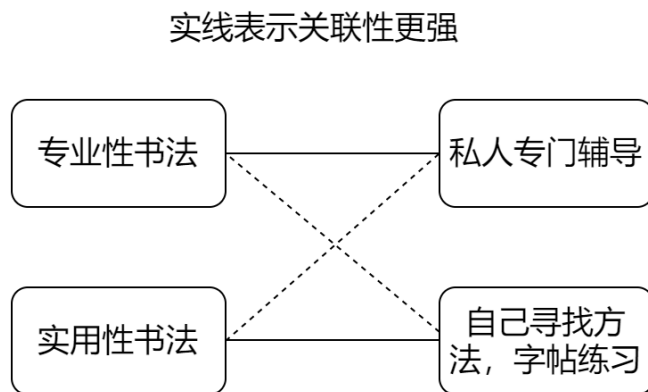 实线表示关联性更强
专业性书法
私人专门辅导
实用性书法
自己寻找方
法，字帖练习